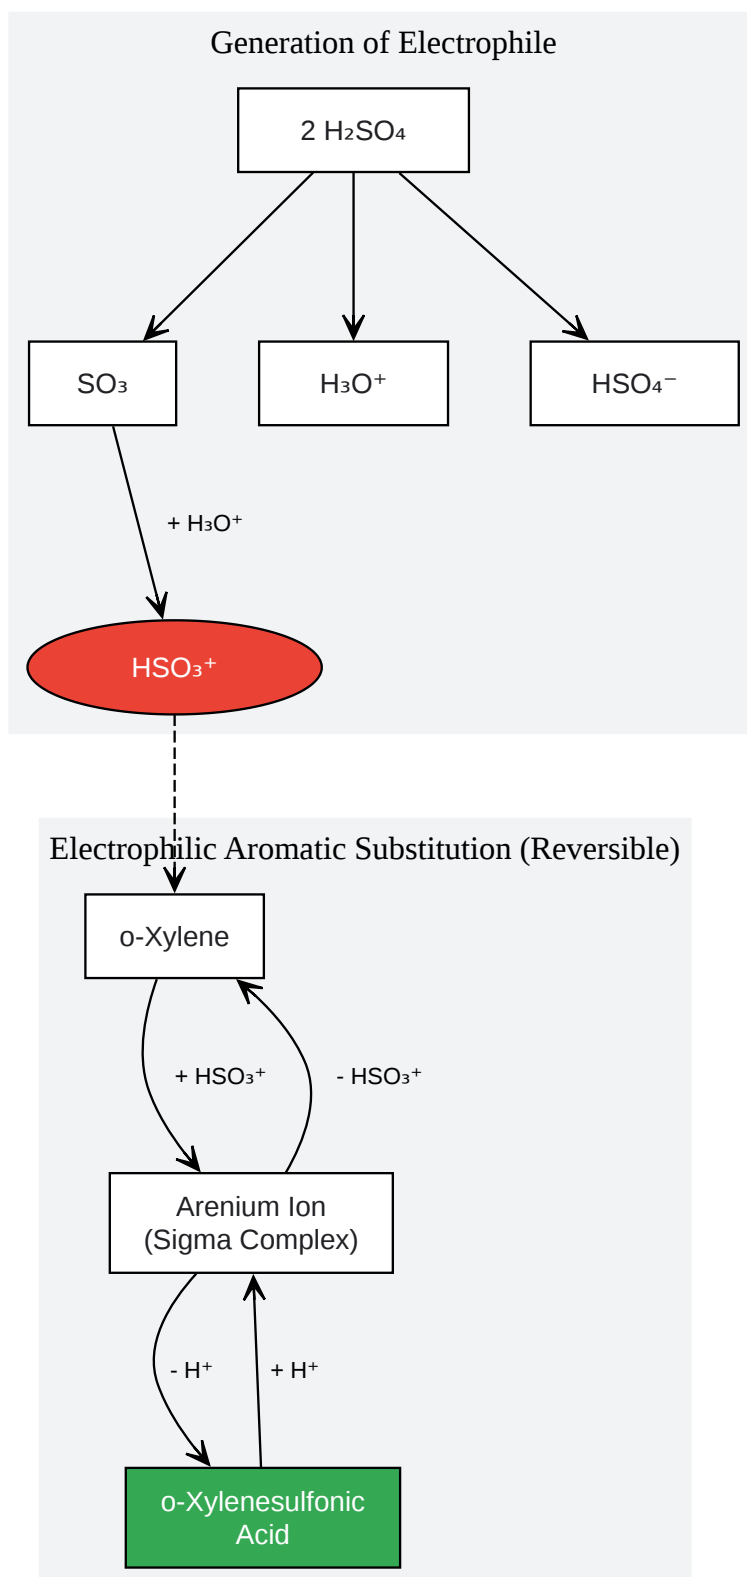 Generation of Electrophile
2 H₂SO₄
SO₃
H₃O⁺
HSO₄⁻
+ H₃O⁺
HSO₃⁺
Electrophilic Aromatic Substitution (Reversible)
o-Xylene
+ HSO₃⁺
- HSO₃⁺
Arenium Ion
(Sigma Complex)
- H⁺
+ H⁺
o-Xylenesulfonic
Acid